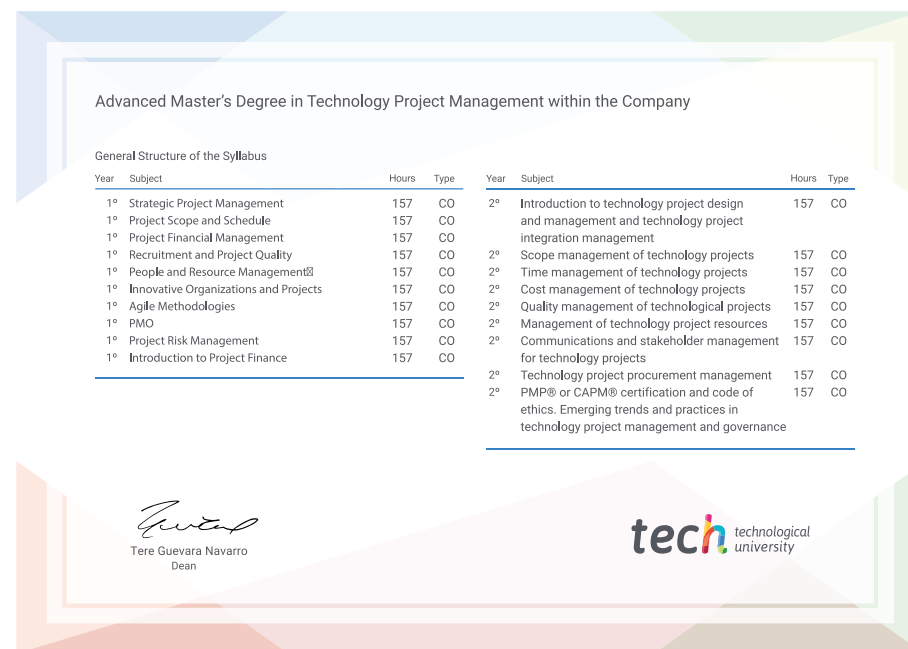 Advanced Master's Degree in Technology Project Management within the Company
General Structure of the Syllabus
Year Subject Hours Type
1º Strategic Project Management 157 CO
1º Project Scope and Schedule 157 CO
1º Project Financial Management 157 CO
1º Recruitment and Project Quality 157 CO
1º People and Resource Management 157 CO
1º Innovative Organizations and Projects 157 CO
1º Agile Methodologies 157 CO
1º PMO 157 CO
1º Project Risk Management 157 CO
1º Introduction to Project Finance 157 CO
Year Subject Hours Type
2º Introduction to technology project design 157 CO
and management and technology project
integration management
2º Scope management of technology projects 157 CO
2º Time management of technology projects 157 CO
2º Cost management of technology projects 157 CO
2º Quality management of technological projects 157 CO
2º Management of technology project resources 157 CO
2º Communications and stakeholder management 157 CO
for technology projects
2º Technology project procurement management 157 CO
2º PMP® or CAPM® certification and code of 157 CO
ethics. Emerging trends and practices in
technology project management and governance
Tere Guevara Navarro
Dean
tech technological
university